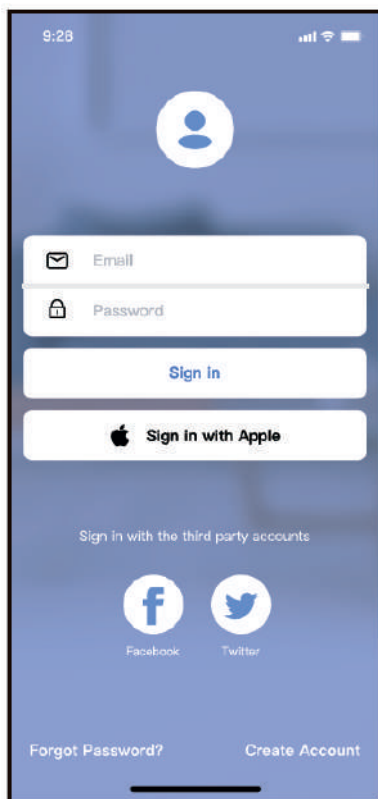 9:28
Email
Password
Sign in
Sign in with Apple
Sign in with the third party accounts
Facebook Twitter
Forgot Password? Create Account